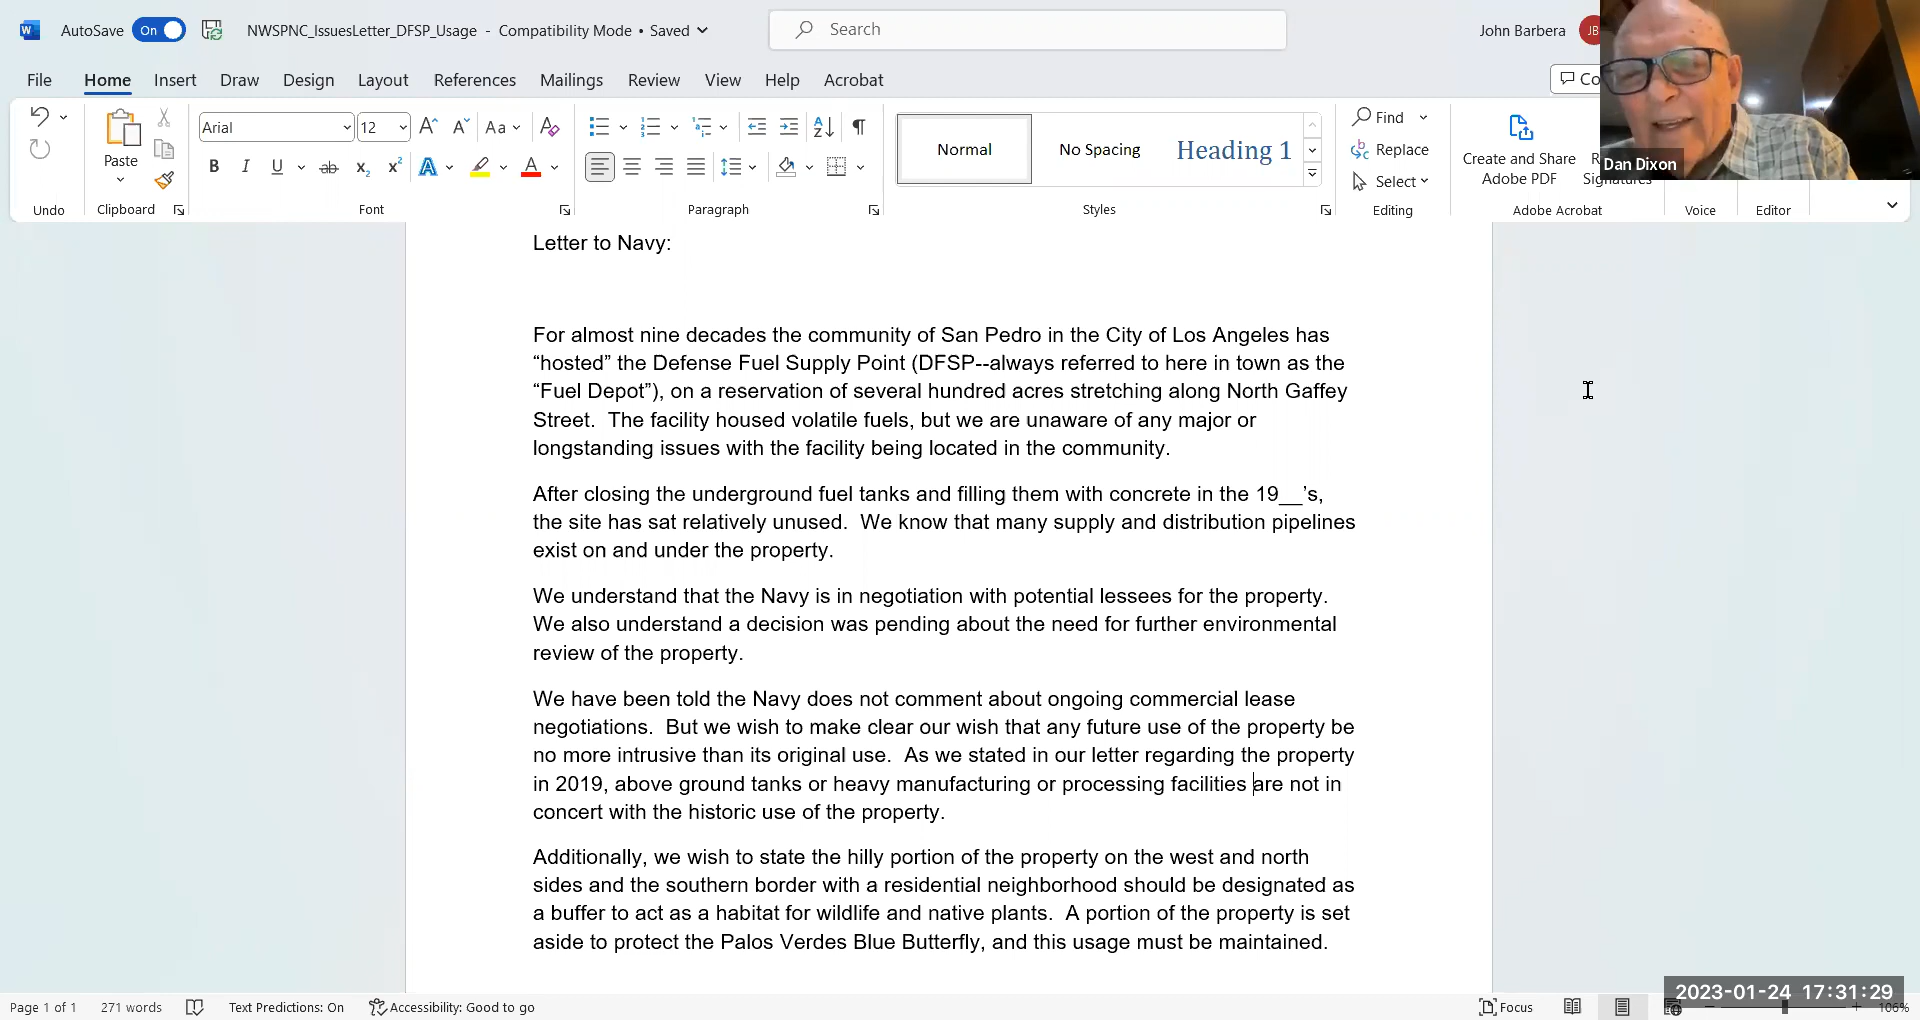 AutoSave On NWSPNC_IssuesLetter_DFSP_Usage - Compatibility Mode • Saved Search John Barbera JB
File Home Insert Draw Design Layout References Mailings Review View Help Acrobat Co
Arial 12 Aa
Paste
B I U ab x₂ x² A A
Normal No Spacing Heading 1
Find
Replace
Select
Create and Share
Adobe PDF
Signatures
Dan Dixon
Undo Clipboard Font Paragraph Styles Editing Adobe Acrobat Voice Editor
Letter to Navy:
For almost nine decades the community of San Pedro in the City of Los Angeles has
“hosted” the Defense Fuel Supply Point (DFSP--always referred to here in town as the
“Fuel Depot”), on a reservation of several hundred acres stretching along North Gaffey
Street.  The facility housed volatile fuels, but we are unaware of any major or
longstanding issues with the facility being located in the community.
After closing the underground fuel tanks and filling them with concrete in the 19__’s,
the site has sat relatively unused.  We know that many supply and distribution pipelines
exist on and under the property.
We understand that the Navy is in negotiation with potential lessees for the property.
We also understand a decision was pending about the need for further environmental
review of the property.
We have been told the Navy does not comment about ongoing commercial lease
negotiations.  But we wish to make clear our wish that any future use of the property be
no more intrusive than its original use.  As we stated in our letter regarding the property
in 2019, above ground tanks or heavy manufacturing or processing facilities are not in
concert with the historic use of the property.
Additionally, we wish to state the hilly portion of the property on the west and north
sides and the southern border with a residential neighborhood should be designated as
a buffer to act as a habitat for wildlife and native plants.  A portion of the property is set
aside to protect the Palos Verdes Blue Butterfly, and this usage must be maintained.
Page 1 of 1 271 words Text Predictions: On Accessibility: Good to go Focus 106%
2023-01-24 17:31:29